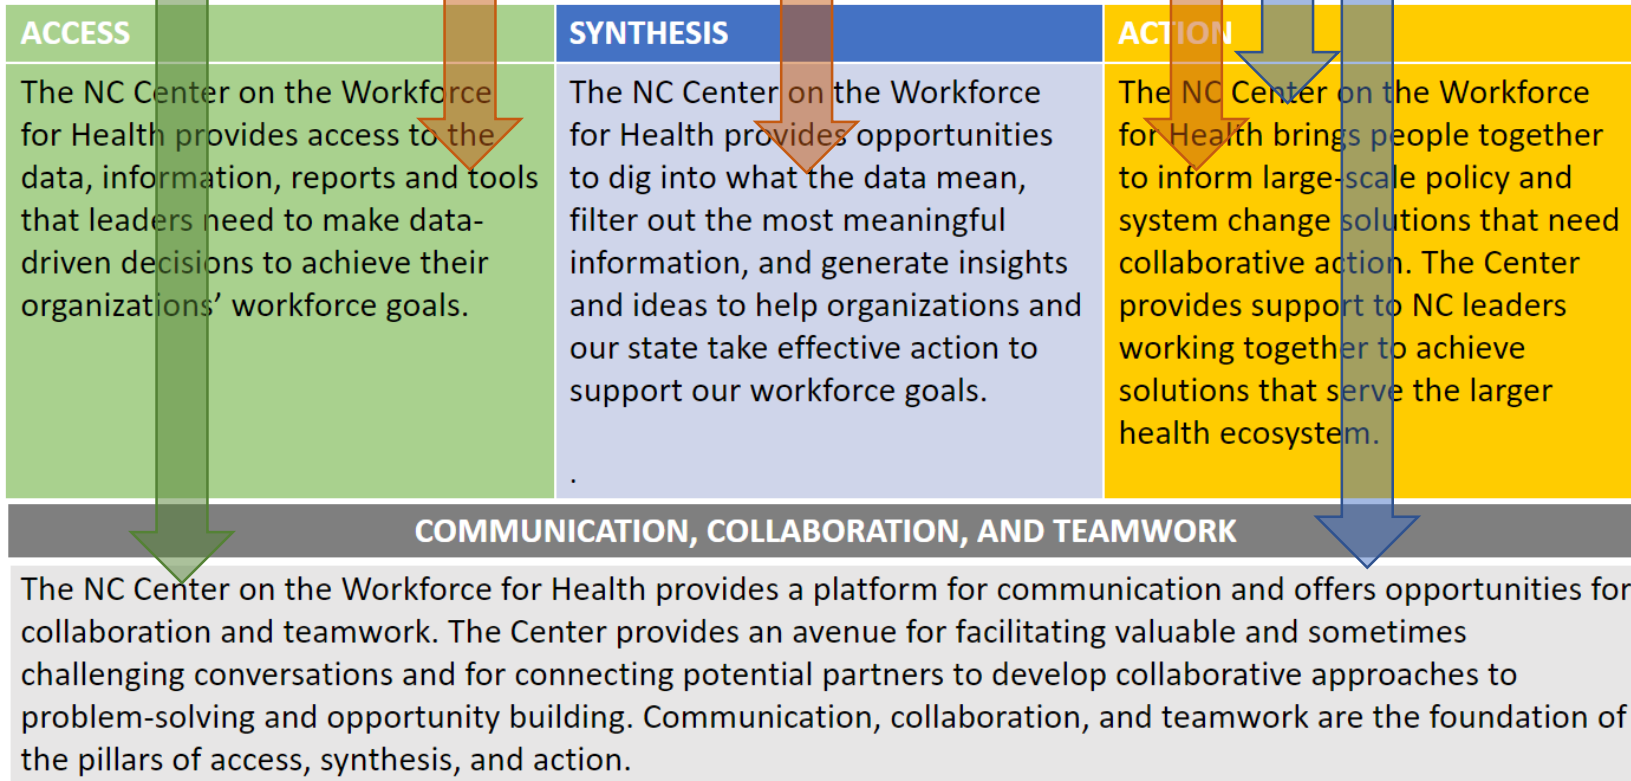 ACCESS
The NC Center on the Workforce
for Health provides access to the
data, information, reports and tools
that leaders need to make data-
driven decisions to achieve their
organizations’ workforce goals.
SYNTHESIS
The NC Center on the Workforce
for Health provides opportunities
to dig into what the data mean,
filter out the most meaningful
information, and generate insights
and ideas to help organizations and
our state take effective action to
support our workforce goals.
.
ACTION
The NC Center on the Workforce
for Health brings people together
to inform large-scale policy and
system change solutions that need
collaborative action. The Center
provides support to NC leaders
working together to achieve
solutions that serve the larger
health ecosystem.
COMMUNICATION, COLLABORATION, AND TEAMWORK
The NC Center on the Workforce for Health provides a platform for communication and offers opportunities for
collaboration and teamwork. The Center provides an avenue for facilitating valuable and sometimes
challenging conversations and for connecting potential partners to develop collaborative approaches to
problem-solving and opportunity building. Communication, collaboration, and teamwork are the foundation of
the pillars of access, synthesis, and action.